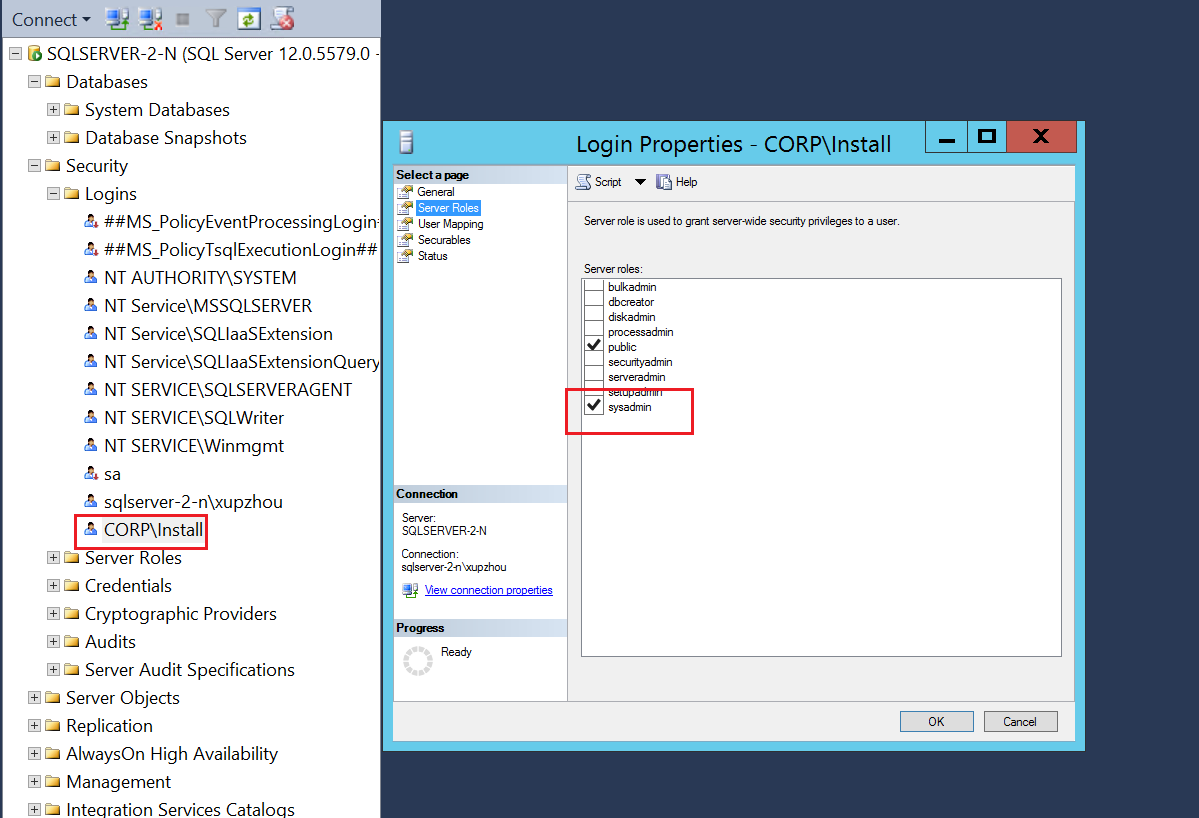 Connect
SQLSERVER-2-N (SQL Server 12.0.5579.0 -
Databases
System Databases
Database Snapshots
Security
Logins
##MS_PolicyEventProcessingLogin#
##MS_PolicyTsqlExecutionLogin##
NT AUTHORITY\SYSTEM
NT Service\MSSQLSERVER
NT Service\SQLIaaSExtension
NT Service\SQLIaaSExtensionQuery
NT SERVICE\SQLSERVERAGENT
NT SERVICE\SQLWriter
NT SERVICE\Winmgmt
sa
sqlserver-2-n\xupzhou
CORP\Install
Server Roles
Credentials
Cryptographic Providers
Audits
Server Audit Specifications
Server Objects
Replication
AlwaysOn High Availability
Management
Integration Services Catalogs
Login Properties - CORP\Install
Select a page
General
Server Roles
User Mapping
Securables
Status
Connection
Server:
SQLSERVER-2-N
Connection:
sqlserver-2-n\xupzhou
View connection properties
Progress
Ready
Script
Help
Server role is used to grant server-wide security privileges to a user.
Server roles:
bulkadmin
dbcreator
diskadmin
processadmin
public
securityadmin
serveradmin
setupadmin
sysadmin
OK
Cancel